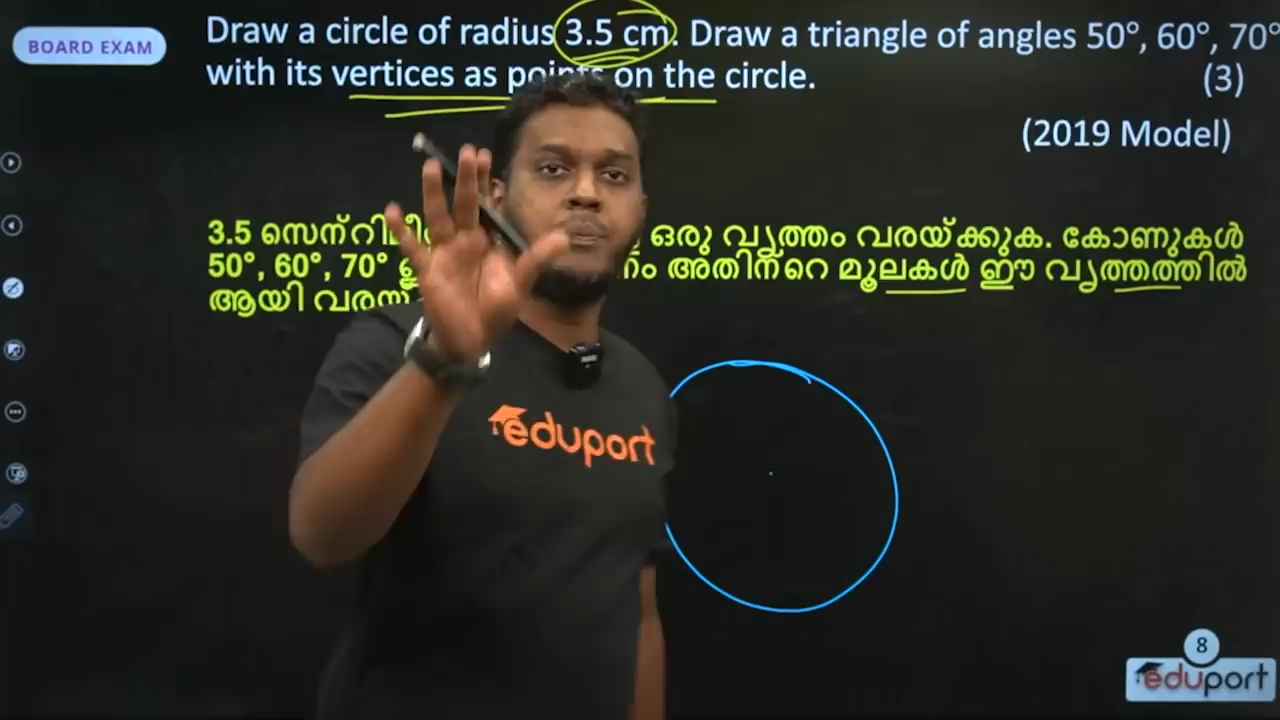 BOARD EXAM
Draw a circle of radius 3.5 cm. Draw a triangle of angles 50°, 60°, 70°
with its vertices as points on the circle.
(3)
(2019 Model)
3.5 ഒരു വൃത്തം വരയ്ക്കുക. കോണുകൾ
50°, 60°, 70° അതിന്റെ മൂലകൾ ഈ വൃത്തത്തിൽ
ആയി
eduport
8
eduport